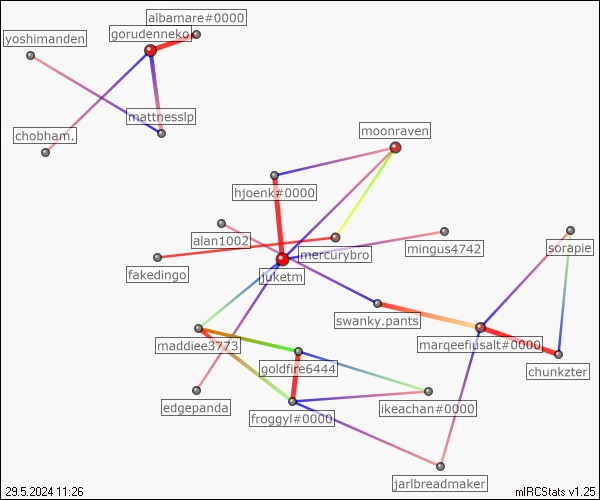 albamare#0000
gorudenneko
yoshimanden
mattnesslp
moonraven
chobham.
hjoenk#0000
alan1002
mingus4742
sorapie
mercurybro
fakedingo
juketm
swanky.pants
maddiee3773
marqeefiusalt#0000
goldfire6444
chunkzter
edgepanda
ikeachan#0000
froggyl#0000
jarlbreadmaker
29.5.2024 11:26
mIRCStats v1.25